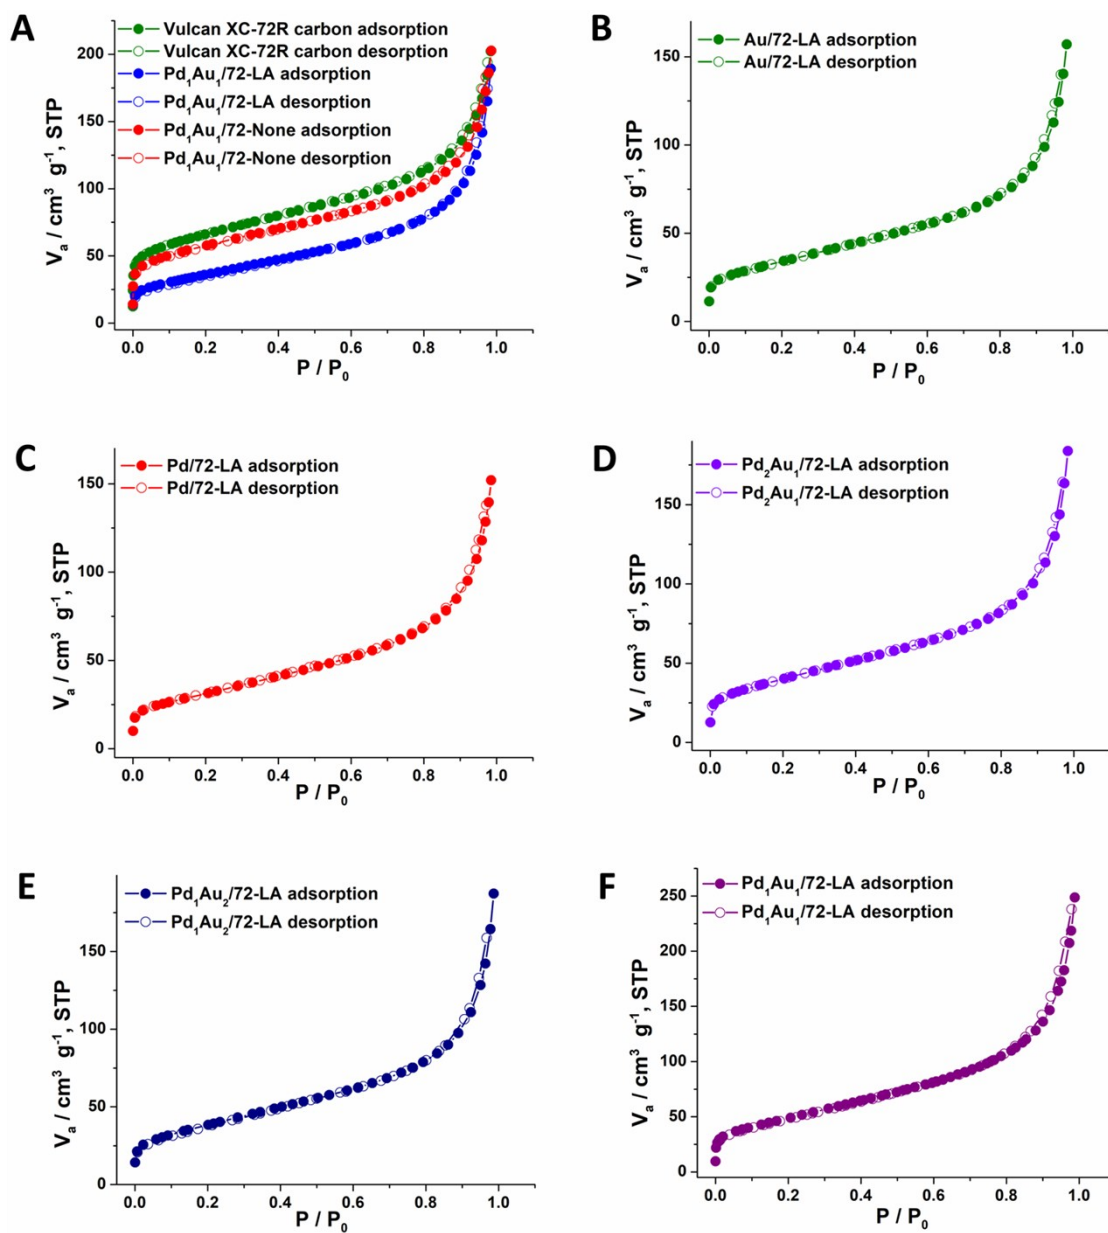 A
Vulcan XC-72R carbon adsorption
Vulcan XC-72R carbon desorption
Pd₁Au₁/72-LA adsorption
Pd₁Au₁/72-LA desorption
Pd₁Au₁/72-None adsorption
Pd₁Au₁/72-None desorption
200
150
100
50
0
Vₐ / cm³ g⁻¹, STP
0.0 0.2 0.4 0.6 0.8 1.0
P / P₀
B
Au/72-LA adsorption
Au/72-LA desorption
150
100
50
0
Vₐ / cm³ g⁻¹, STP
0.0 0.2 0.4 0.6 0.8 1.0
P / P₀
C
Pd/72-LA adsorption
Pd/72-LA desorption
150
100
50
0
Vₐ / cm³ g⁻¹, STP
0.0 0.2 0.4 0.6 0.8 1.0
P / P₀
D
Pd₂Au₁/72-LA adsorption
Pd₂Au₁/72-LA desorption
150
100
50
0
Vₐ / cm³ g⁻¹, STP
0.0 0.2 0.4 0.6 0.8 1.0
P / P₀
E
Pd₁Au₂/72-LA adsorption
Pd₁Au₂/72-LA desorption
150
100
50
0
Vₐ / cm³ g⁻¹, STP
0.0 0.2 0.4 0.6 0.8 1.0
P / P₀
F
Pd₁Au₁/72-LA adsorption
Pd₁Au₁/72-LA desorption
250
200
150
100
50
0
Vₐ / cm³ g⁻¹, STP
0.0 0.2 0.4 0.6 0.8 1.0
P / P₀